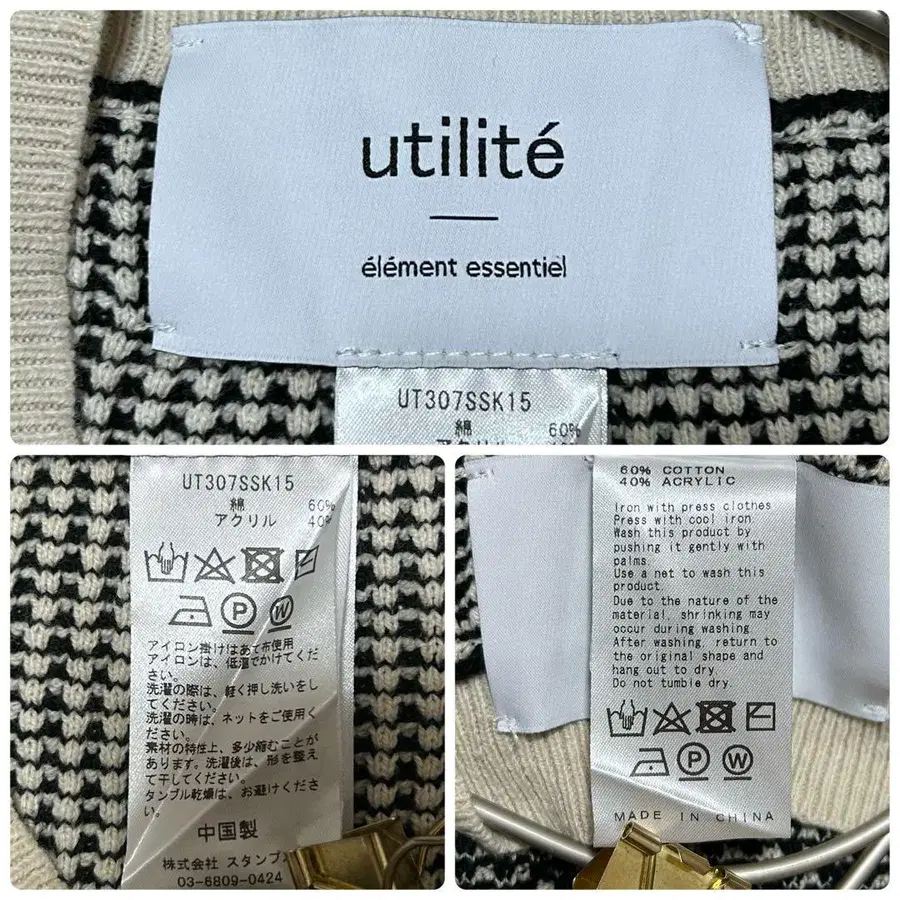 utilité
élément essentiel
UT307SSK15
綿 60%
UT307SSK15
綿 60%
アクリル 40%
P
W
アイロン掛けはあて布使用
アイロンは、低温でかけてくだ
さい。
洗濯の際は、軽く押し洗いをし
てください。
洗濯の時は、ネットをご使用く
ださい。
素材の特性上、多少縮むことが
あります。洗濯後は、形を整え
て干してください。
タンブル乾燥は、お避けくださ
い。
中国製
株式会社 スタンプ
03-6809-0424
60% COTTON
40% ACRYLIC
Iron with press clothes
Press with cool iron.
Wash this product by
pushing it gently with
palms
Use a net to wash this
product.
Due to the nature of the
material, shrinking may
occur during washing.
After washing, return to
the original shape and
hang out to dry
Do not tumble dry.
P
W
MADE IN CHINA